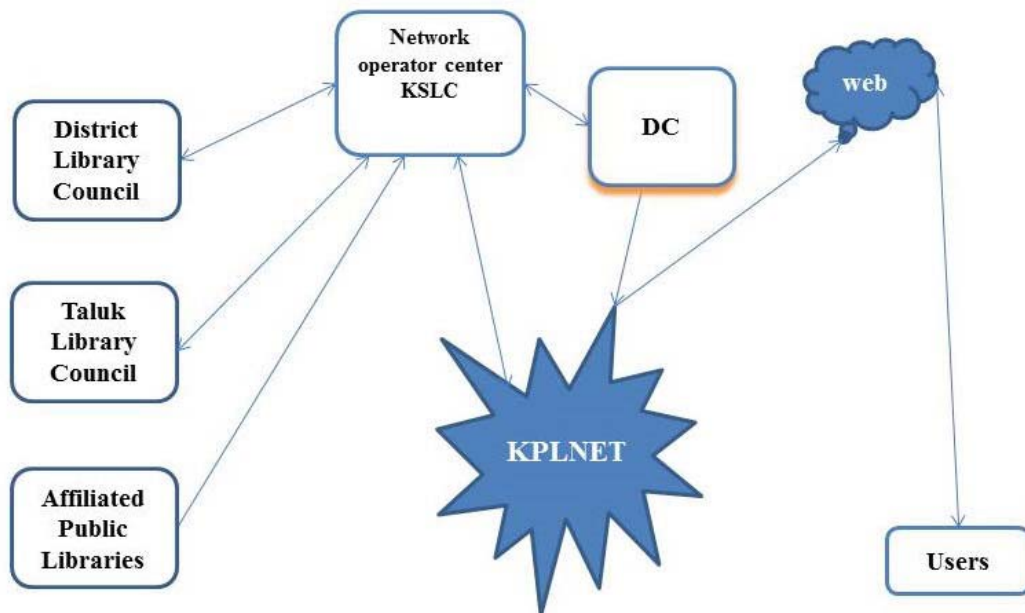 Network
operator center
KSLC
web
District
Library
Council
DC
Taluk
Library
Council
KPLNET
Affiliated
Public
Libraries
Users